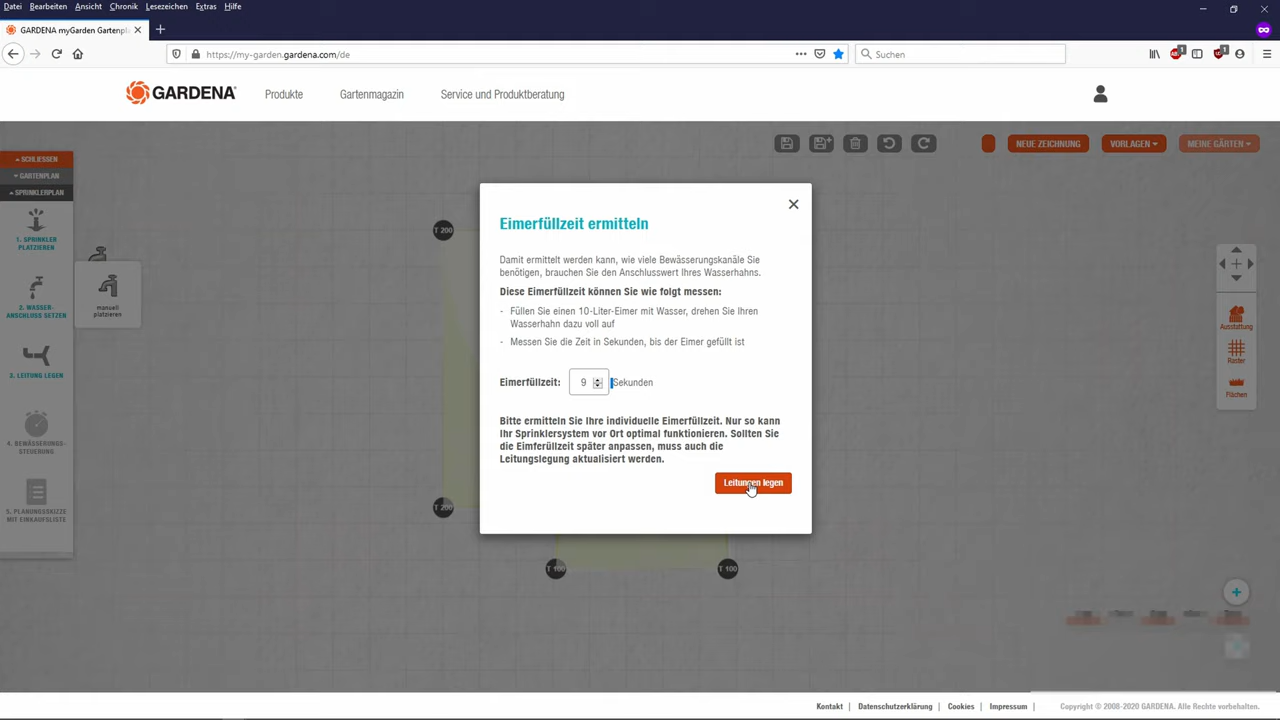 Datei Bearbeiten Ansicht Chronik Lesezeichen Extras Hilfe
GARDENA myGarden Gartenpl
https://my-garden.gardena.com/de
Suchen
GARDENA
Produkte Gartenmagazin Service und Produktberatung
SCHLIESSEN
GARTENPLAN
SPRINKLERPLAN
NEUE ZEICHNUNG VORLAGEN MEINE GÄRTEN
1. SPRINKLER
PLATZIEREN
2. WASSER-
ANSCHLUSS SETZEN
manuell
platzieren
3. LEITUNG LEGEN
4. BEWÄSSERUNGS-
STEUERUNG
5. PLANUNGSSKIZZE
MIT EINKAUFSLISTE
T 200
T 200
T 100
T 100
Eimerfüllzeit ermitteln
Damit ermittelt werden kann, wie viele Bewässerungskanäle Sie
benötigen, brauchen Sie den Anschlusswert Ihres Wasserhahns.
Diese Eimerfüllzeit können Sie wie folgt messen:
- Füllen Sie einen 10-Liter-Eimer mit Wasser, drehen Sie Ihren
Wasserhahn dazu voll auf
- Messen Sie die Zeit in Sekunden, bis der Eimer gefüllt ist
Eimerfüllzeit: 9 Sekunden
Bitte ermitteln Sie Ihre individuelle Eimerfüllzeit. Nur so kann
Ihr Sprinklersystem vor Ort optimal funktionieren. Sollten Sie
die Eimferüllzeit später anpassen, muss auch die
Leitungslegung aktualisiert werden.
Leitungen legen
Ausstattung
Raster
Flächen
Kontakt | Datenschutzerklärung | Cookies | Impressum | Copyright © 2008-2020 GARDENA. Alle Rechte vorbehalten.